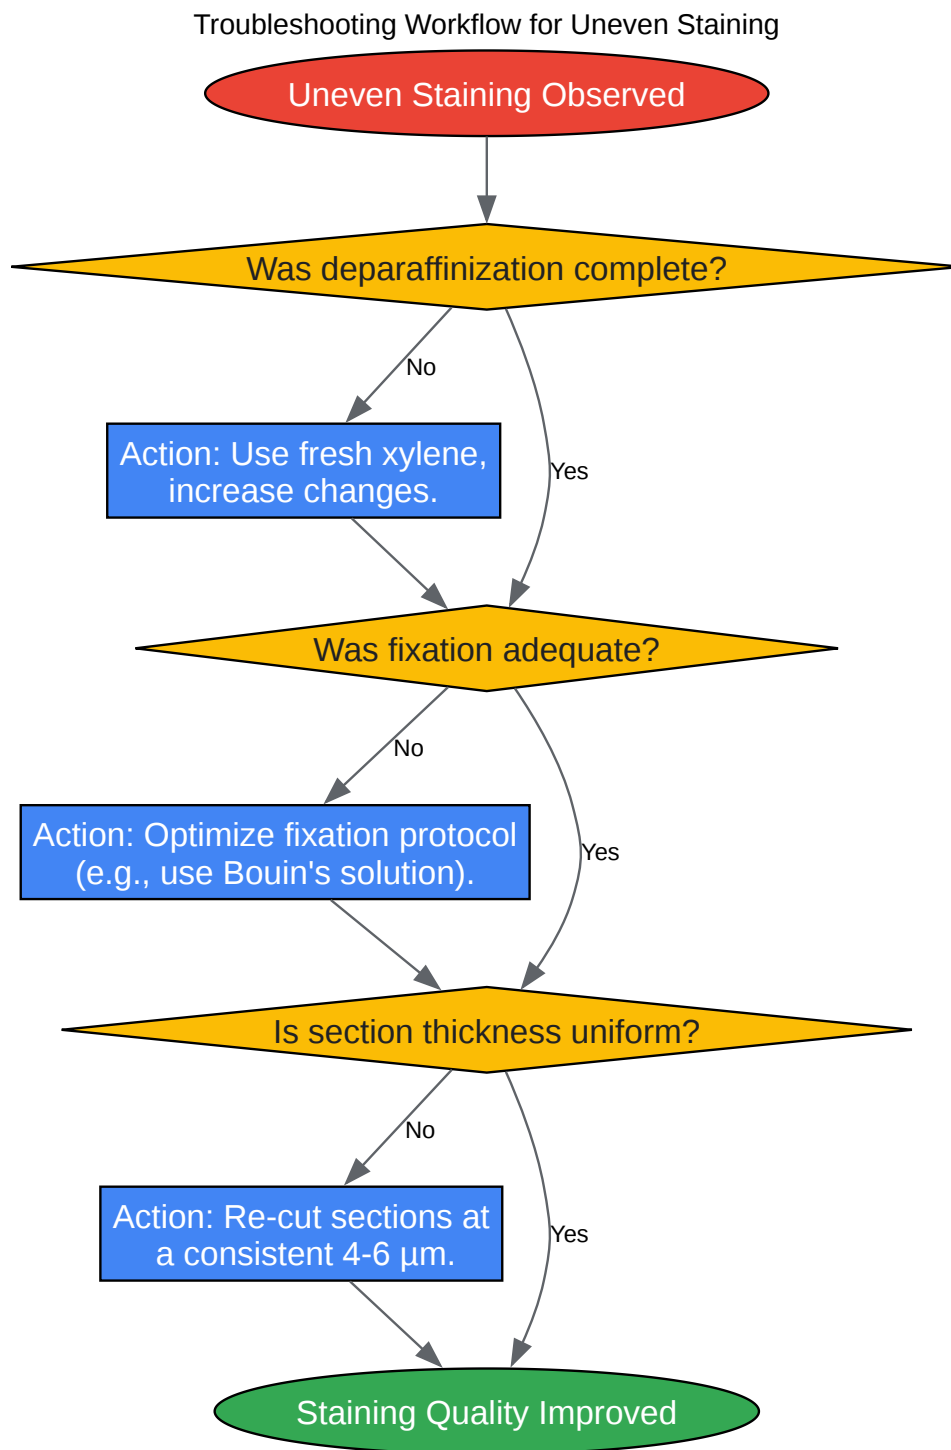 Troubleshooting Workflow for Uneven Staining
Uneven Staining Observed
Was deparaffinization complete?
No
Action: Use fresh xylene,
increase changes.
Yes
Was fixation adequate?
No
Action: Optimize fixation protocol
(e.g., use Bouin's solution).
Yes
Is section thickness uniform?
No
Action: Re-cut sections at
a consistent 4-6 µm.
Yes
Staining Quality Improved